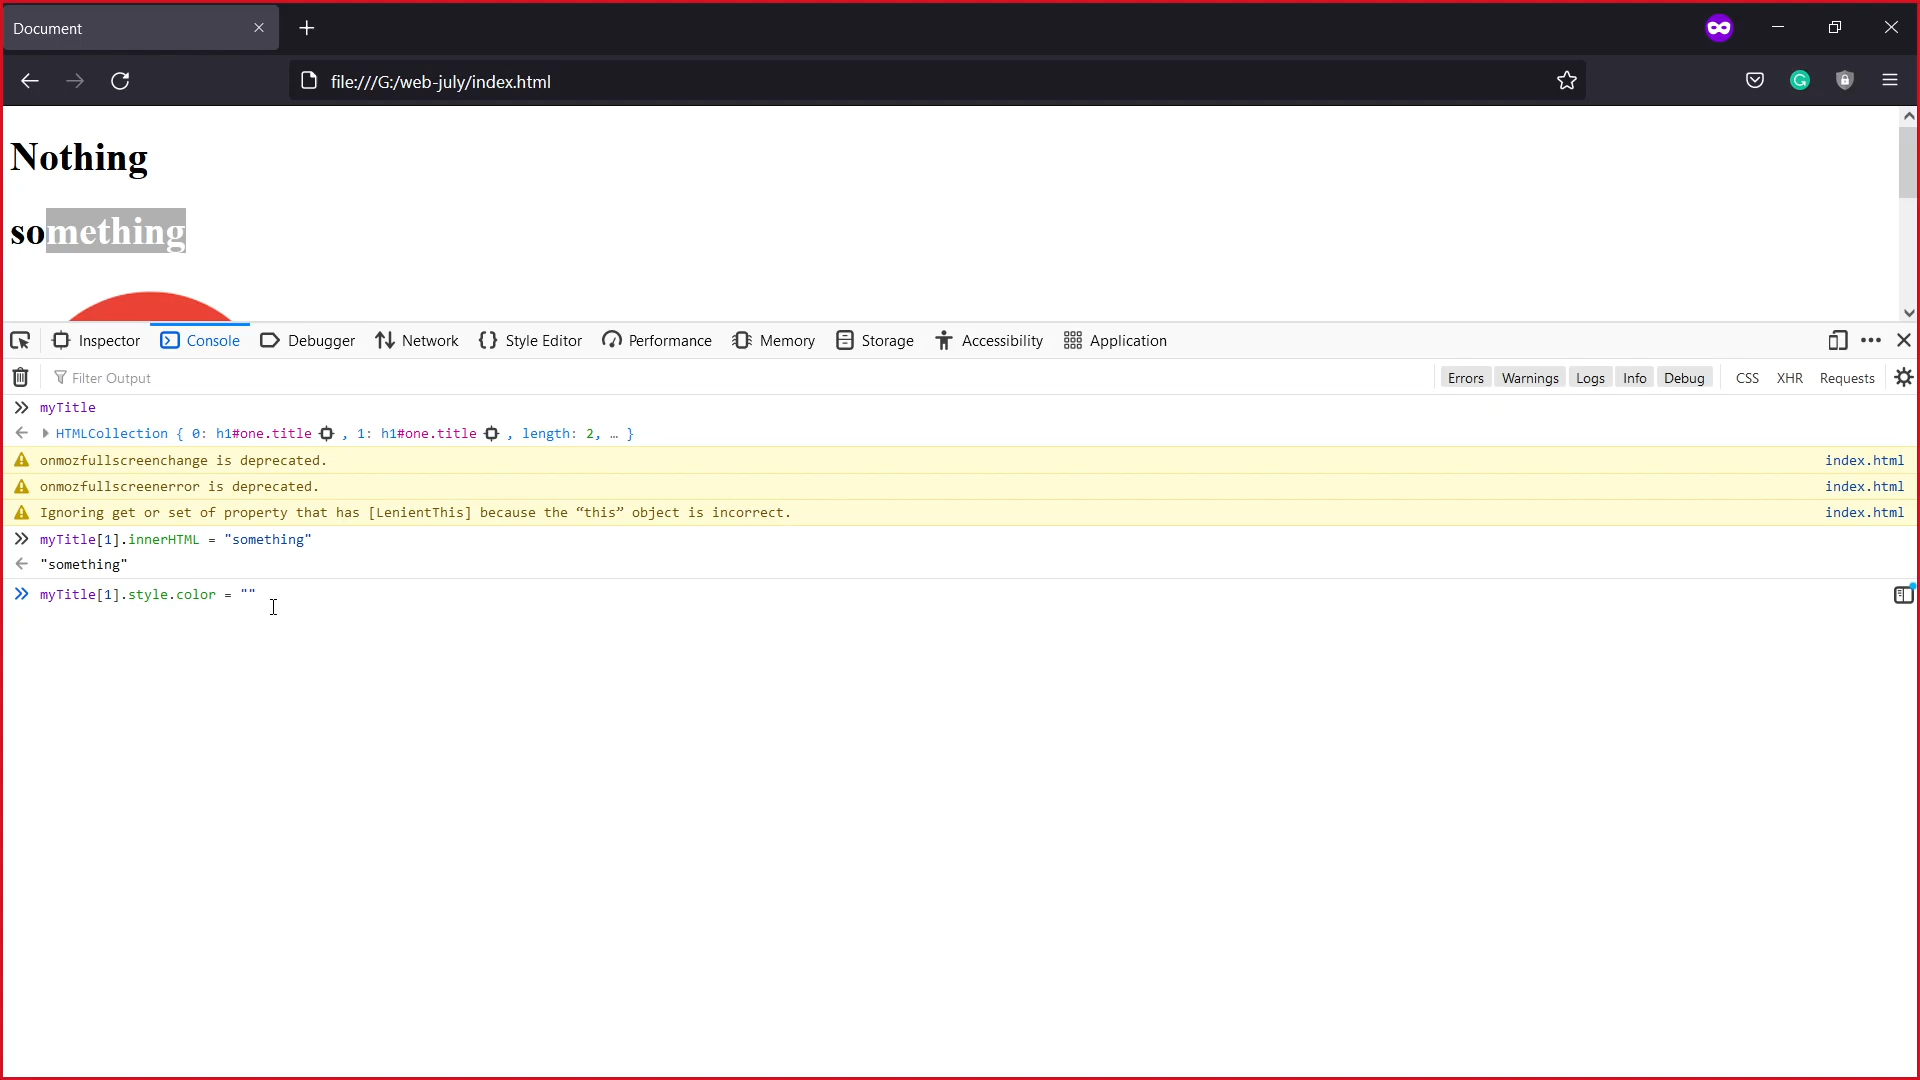 Document
file:///G:/web-july/index.html
Nothing
something
Inspector Console Debugger Network Style Editor Performance Memory Storage Accessibility Application
Filter Output Errors Warnings Logs Info Debug CSS XHR Requests
myTitle
HTMLCollection { 0: h1#one.title , 1: h1#one.title , length: 2, … }
onmozfullscreenchange is deprecated. index.html
onmozfullscreenerror is deprecated. index.html
Ignoring get or set of property that has [LenientThis] because the “this” object is incorrect. index.html
myTitle[1].innerHTML = "something"
"something"
myTitle[1].style.color = ""